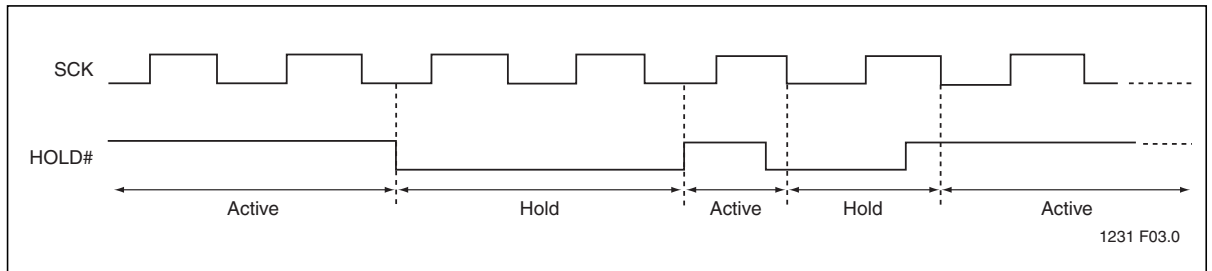 SCK
HOLD#
Active
Hold
Active
Hold
Active
1231 F03.0